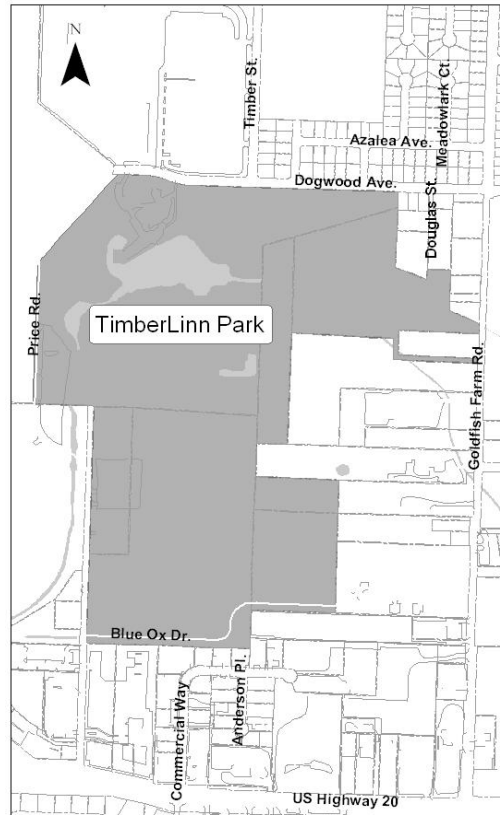 N
Timber St.
Meadowlark Ct.
Azalea Ave.
Dogwood Ave.
Douglas St.
Price Rd.
TimberLinn Park
Goldfish Farm Rd.
Blue Ox Dr.
Commercial Way
Anderson Pl.
US Highway 20